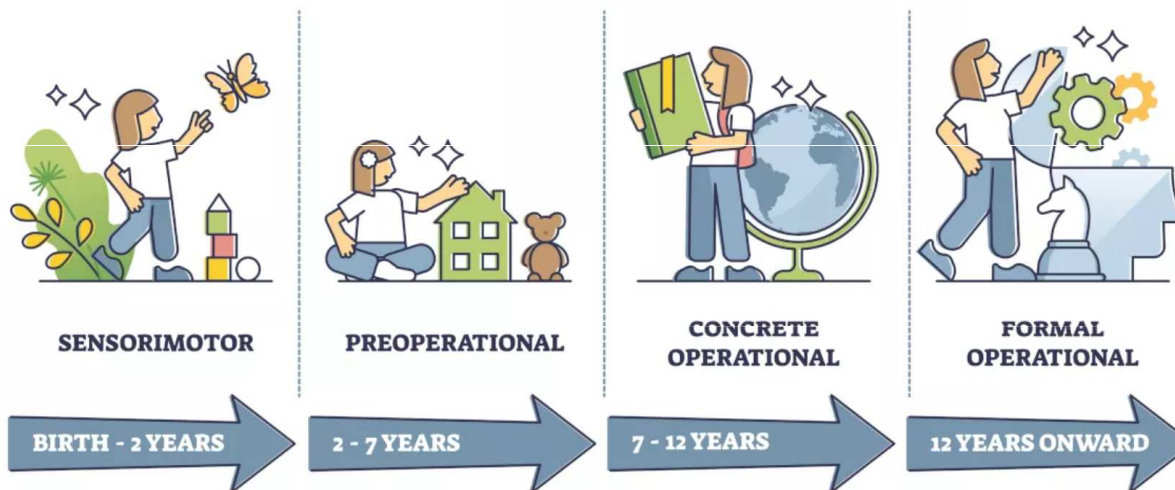 SENSORIMOTOR
PREOPERATIONAL
CONCRETE
OPERATIONAL
FORMAL
OPERATIONAL
BIRTH - 2 YEARS
2 - 7 YEARS
7 - 12 YEARS
12 YEARS ONWARD